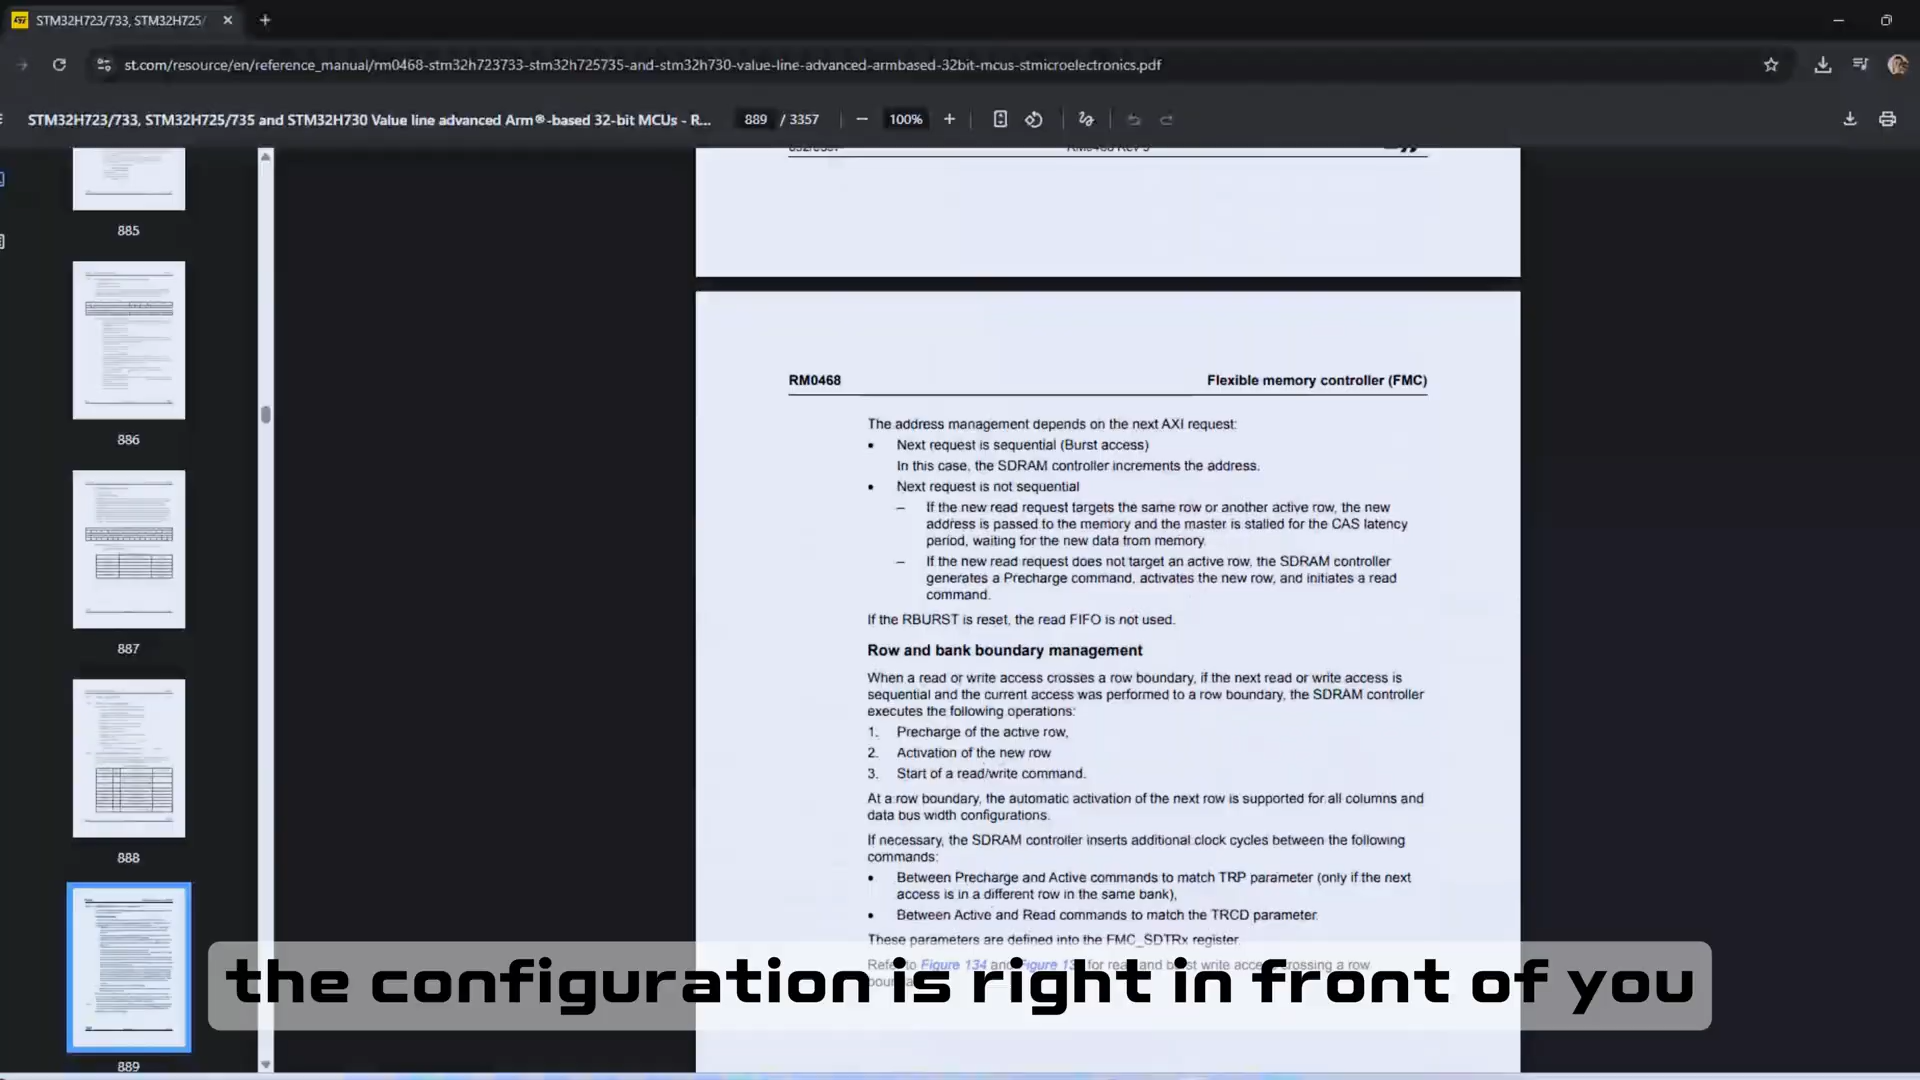 STM32H723/733, STM32H725/
st.com/resource/en/reference_manual/rm0468-stm32h723733-stm32h725735-and-stm32h730-value-line-advanced-armbased-32bit-mcus-stmicroelectronics.pdf
STM32H723/733, STM32H725/735 and STM32H730 Value line advanced Arm®-based 32-bit MCUs - R...
889 / 3357
100%
885
886
887
888
889
RM0468
Flexible memory controller (FMC)
The address management depends on the next AXI request:
• Next request is sequential (Burst access)
In this case, the SDRAM controller increments the address.
• Next request is not sequential
– If the new read request targets the same row or another active row, the new
address is passed to the memory and the master is stalled for the CAS latency
period, waiting for the new data from memory.
– If the new read request does not target an active row, the SDRAM controller
generates a Precharge command, activates the new row, and initiates a read
command.
If the RBURST is reset, the read FIFO is not used.
Row and bank boundary management
When a read or write access crosses a row boundary, if the next read or write access is
sequential and the current access was performed to a row boundary, the SDRAM controller
executes the following operations:
1. Precharge of the active row,
2. Activation of the new row
3. Start of a read/write command.
At a row boundary, the automatic activation of the next row is supported for all columns and
data bus width configurations.
If necessary, the SDRAM controller inserts additional clock cycles between the following
commands:
• Between Precharge and Active commands to match TRP parameter (only if the next
access is in a different row in the same bank),
• Between Active and Read commands to match the TRCD parameter.
These parameters are defined into the FMC_SDTRx register.
Refer to Figure 134 and Figure for read and burst write access crossing a row
the configuration is right in front of you